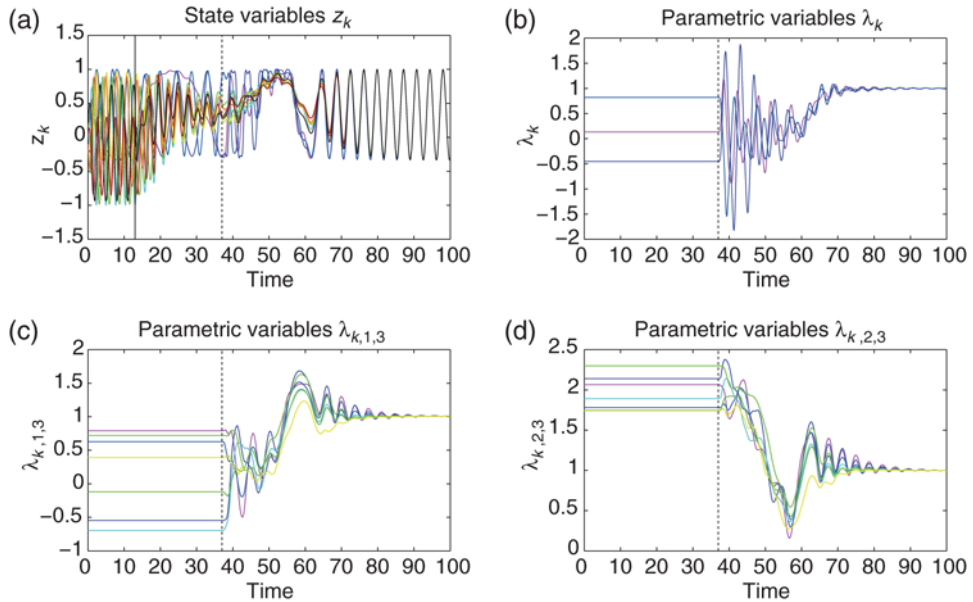 (a)
State variables z_k
1.5
1
0.5
0
−0.5
−1
−1.5
z_k
0 10 20 30 40 50 60 70 80 90 100
Time
(b)
Parametric variables λ_k
2
1.5
1
0.5
0
−0.5
−1
−1.5
−2
λ_k
0 10 20 30 40 50 60 70 80 90 100
Time
(c)
Parametric variables λ_{k,1,3}
2
1.5
1
0.5
0
−0.5
−1
λ_{k,1,3}
0 10 20 30 40 50 60 70 80 90 100
Time
(d)
Parametric variables λ_{k,2,3}
2.5
2
1.5
1
0.5
0
λ_{k,2,3}
0 10 20 30 40 50 60 70 80 90 100
Time